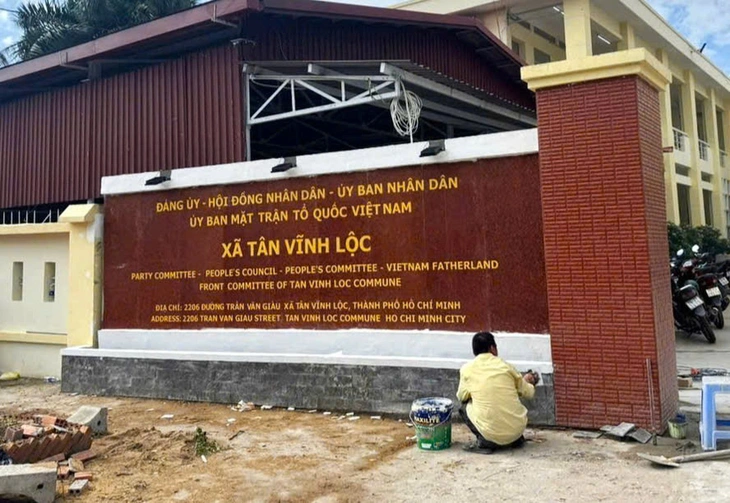 ĐẢNG ỦY - HỘI ĐỒNG NHÂN DÂN - ỦY BAN NHÂN DÂN
ỦY BAN MẶT TRẬN TỔ QUỐC VIỆT NAM
XÃ TÂN VĨNH LỘC
PARTY COMMITTEE - PEOPLE'S COUNCIL - PEOPLE'S COMMITTEE - VIETNAM FATHERLAND
FRONT COMMITTEE OF TAN VINH LOC COMMUNE
ĐỊA CHỈ: 2206 ĐƯỜNG TRẦN VĂN GIÀU XÃ TÂN VĨNH LỘC, THÀNH PHỐ HỒ CHÍ MINH
ADDRESS: 2206 TRAN VAN GIAU STREET TAN VINH LOC COMMUNE HO CHI MINH CITY
MAXILITE